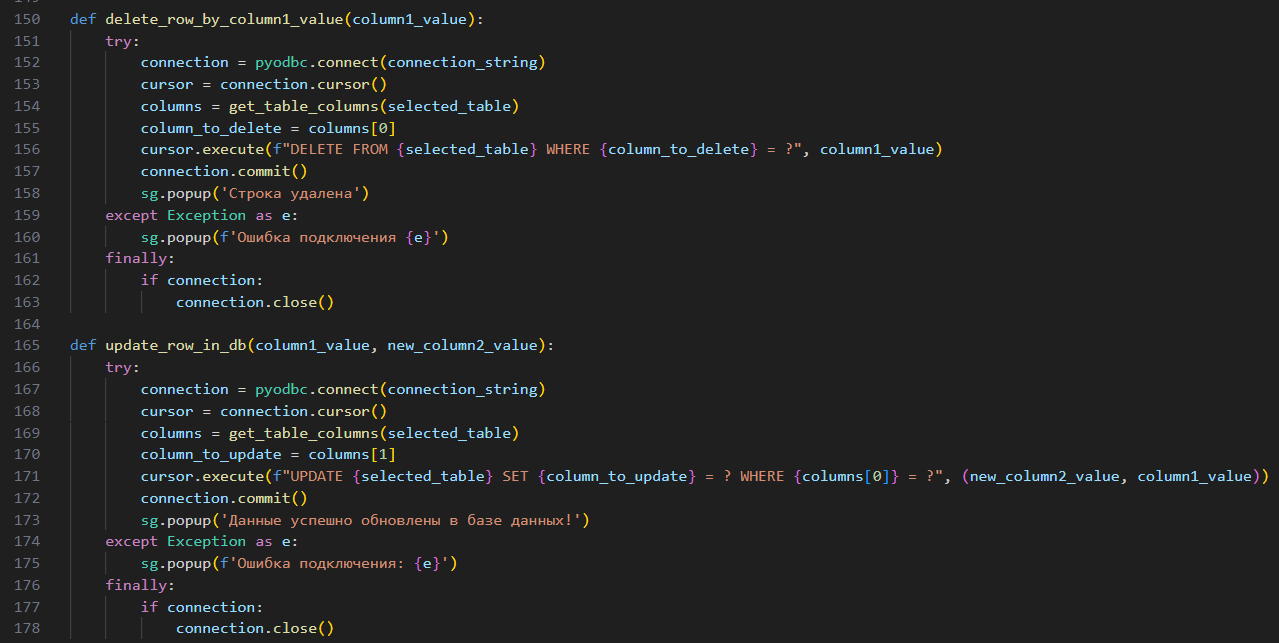 150 def delete_row_by_column1_value(column1_value):
151     try:
152         connection = pyodbc.connect(connection_string)
153         cursor = connection.cursor()
154         columns = get_table_columns(selected_table)
155         column_to_delete = columns[0]
156         cursor.execute(f"DELETE FROM {selected_table} WHERE {column_to_delete} = ?", column1_value)
157         connection.commit()
158         sg.popup('Строка удалена')
159     except Exception as e:
160         sg.popup(f'Ошибка подключения {e}')
161     finally:
162         if connection:
163             connection.close()
164
165 def update_row_in_db(column1_value, new_column2_value):
166     try:
167         connection = pyodbc.connect(connection_string)
168         cursor = connection.cursor()
169         columns = get_table_columns(selected_table)
170         column_to_update = columns[1]
171         cursor.execute(f"UPDATE {selected_table} SET {column_to_update} = ? WHERE {columns[0]} = ?", (new_column2_value, column1_value))
172         connection.commit()
173         sg.popup('Данные успешно обновлены в базе данных!')
174     except Exception as e:
175         sg.popup(f'Ошибка подключения: {e}')
176     finally:
177         if connection:
178             connection.close()